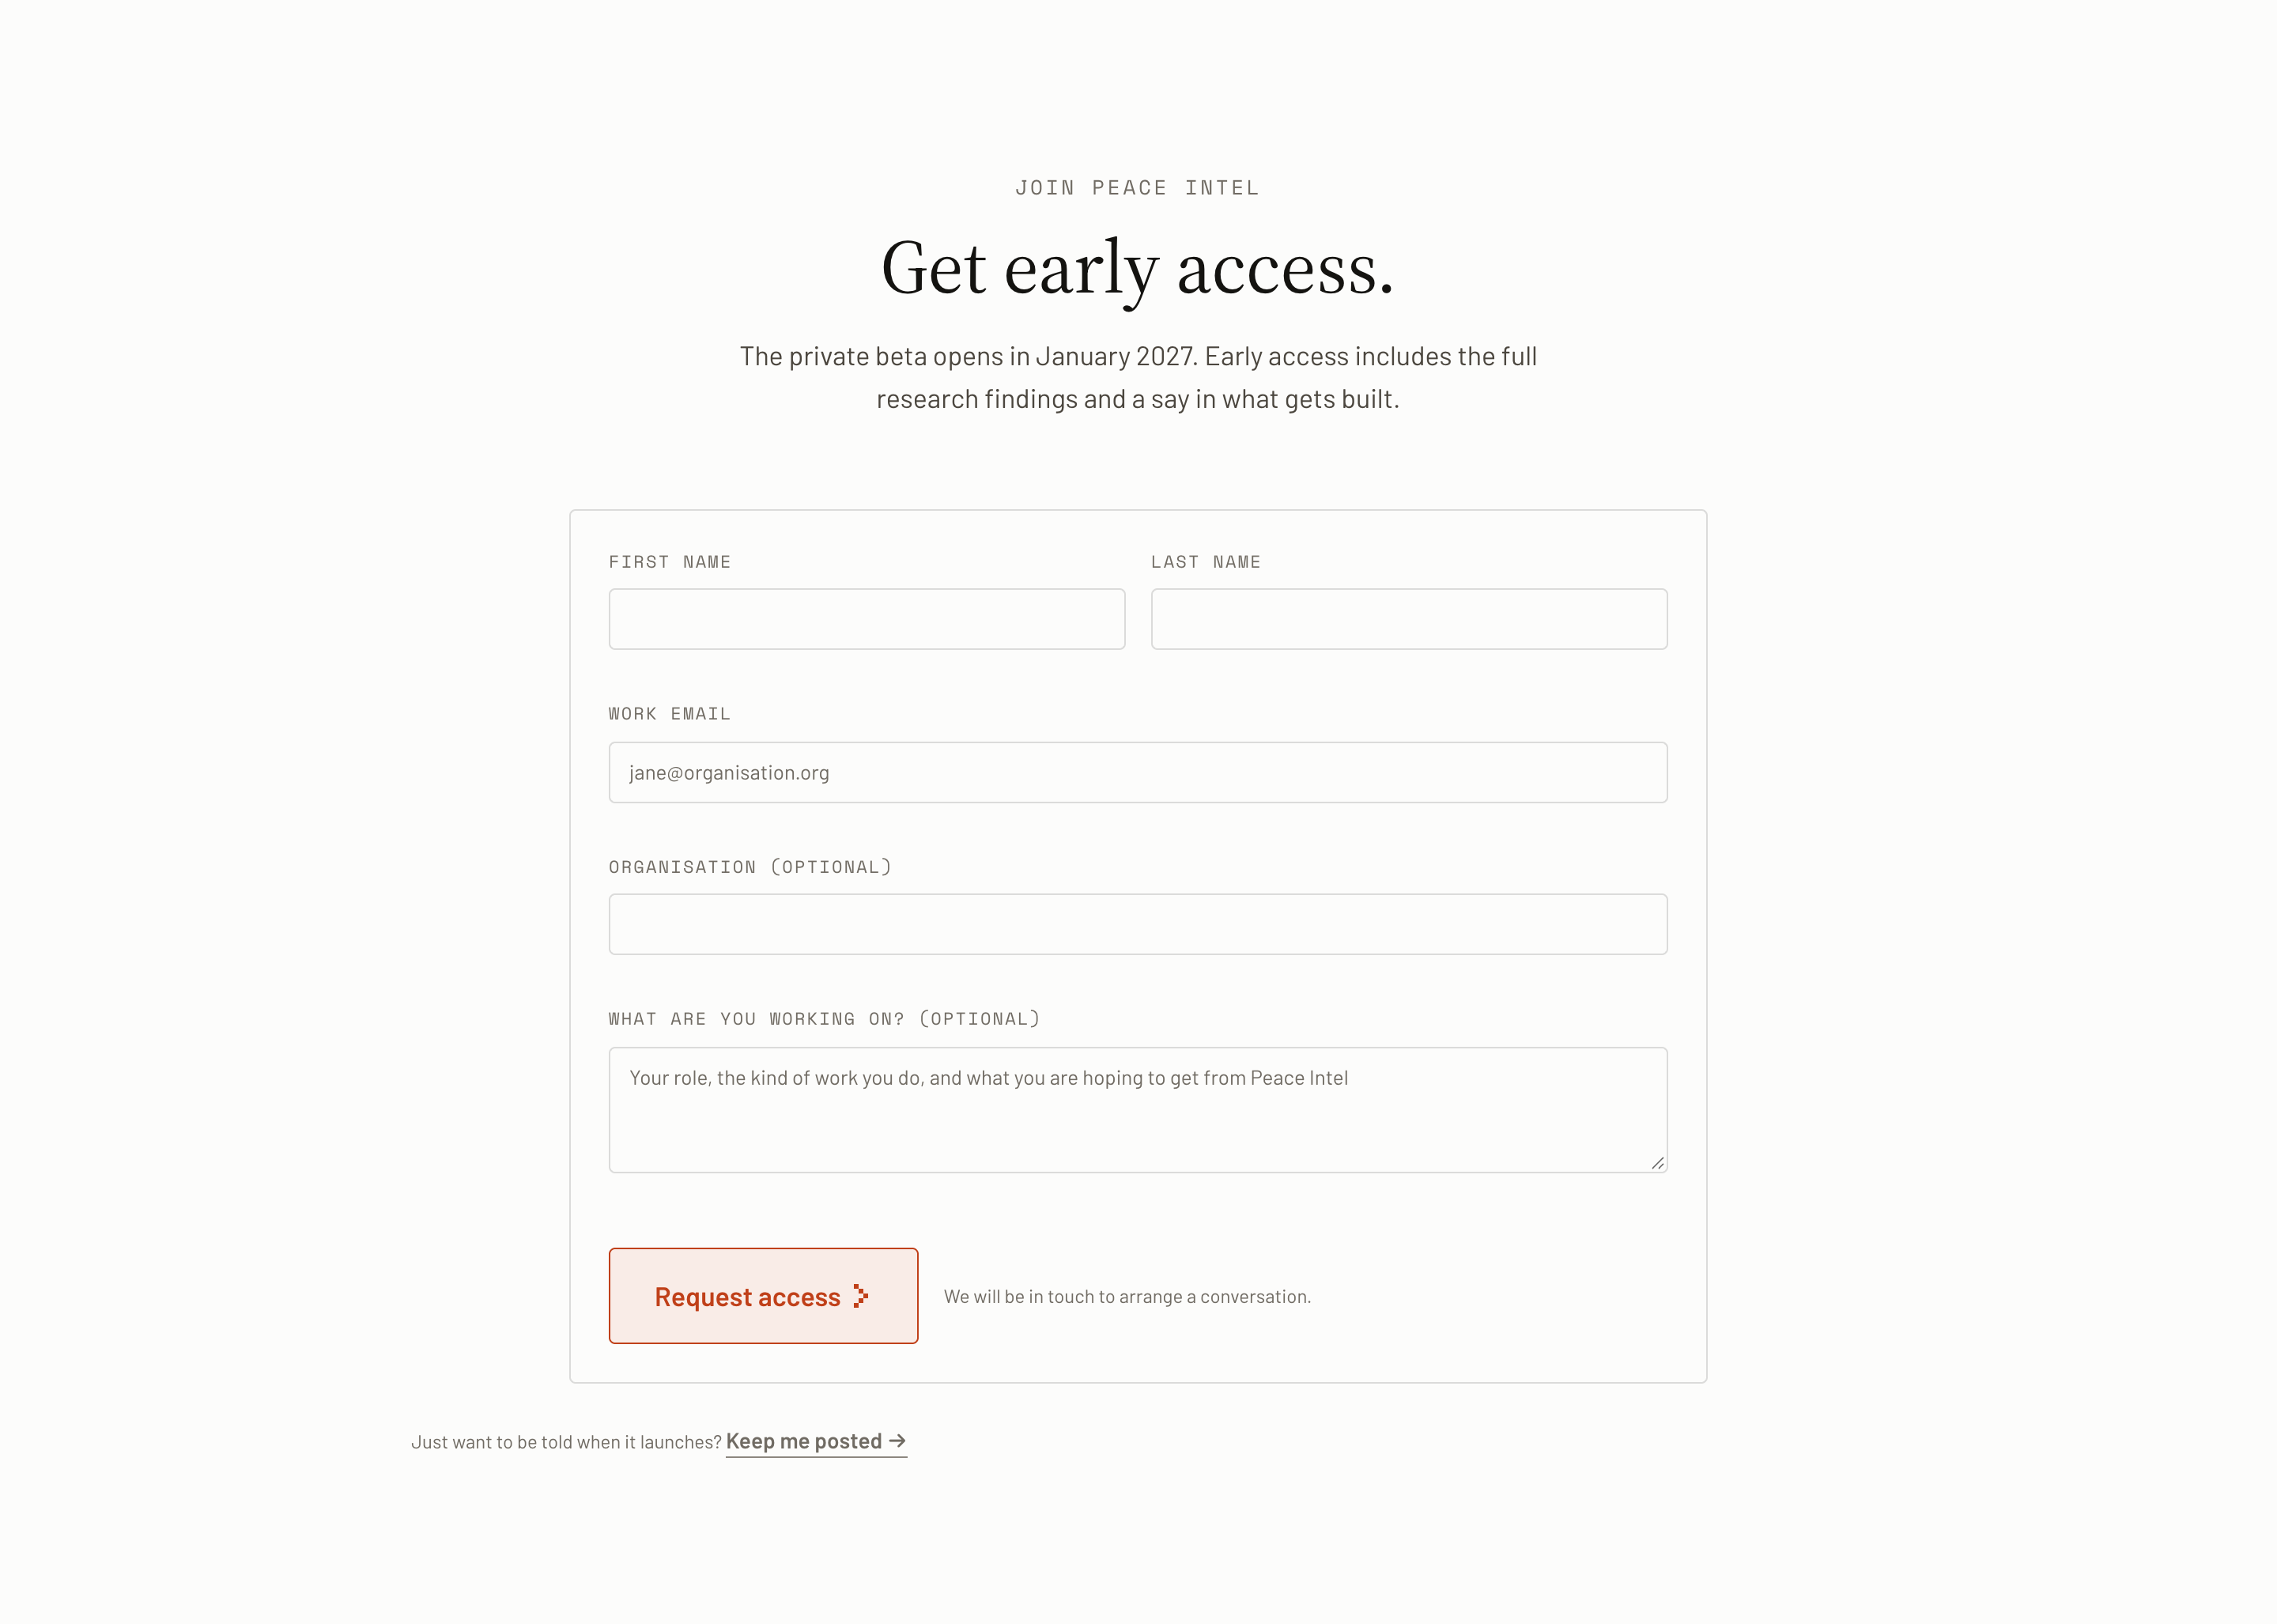 JOIN PEACE INTEL
Get early access.
The private beta opens in January 2027. Early access includes the full
research findings and a say in what gets built.
FIRST NAME
LAST NAME
WORK EMAIL
jane@organisation.org
ORGANISATION (OPTIONAL)
WHAT ARE YOU WORKING ON? (OPTIONAL)
Your role, the kind of work you do, and what you are hoping to get from Peace Intel
Request access
We will be in touch to arrange a conversation.
Just want to be told when it launches? Keep me posted →